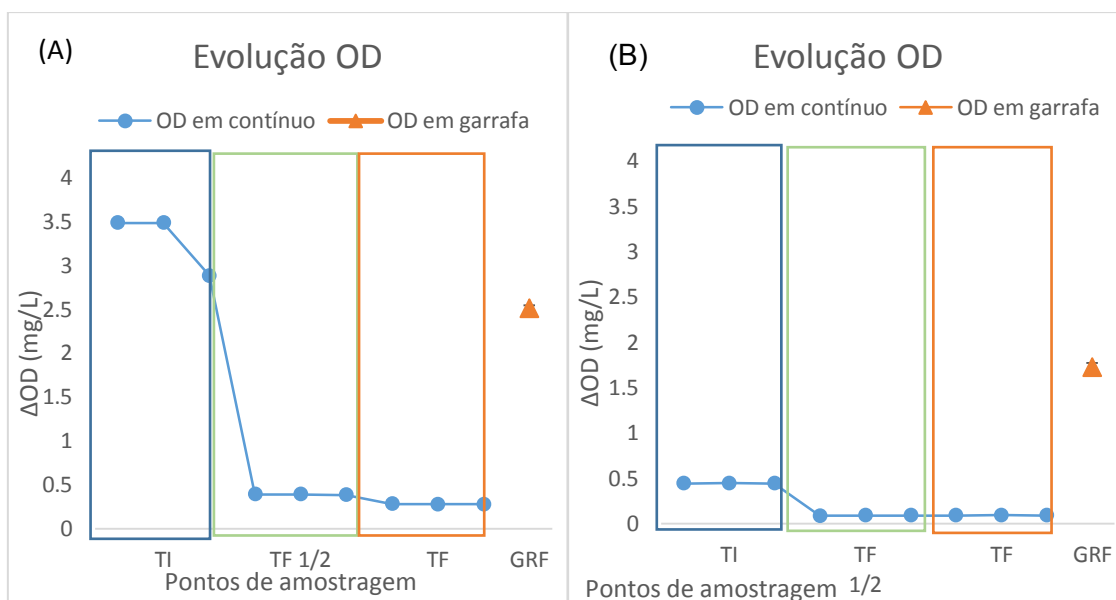 (A)
Evolução OD
OD em contínuo OD em garrafa
4
3.5
3
2.5
2
1.5
1
0.5
0
ΔOD (mg/L)
TI TF 1/2 TF GRF
Pontos de amostragem
(B)
Evolução OD
OD em contínuo OD em garrafa
4
3.5
3
2.5
2
1.5
1
0.5
0
ΔOD (mg/L)
TI TF TF GRF
Pontos de amostragem 1/2